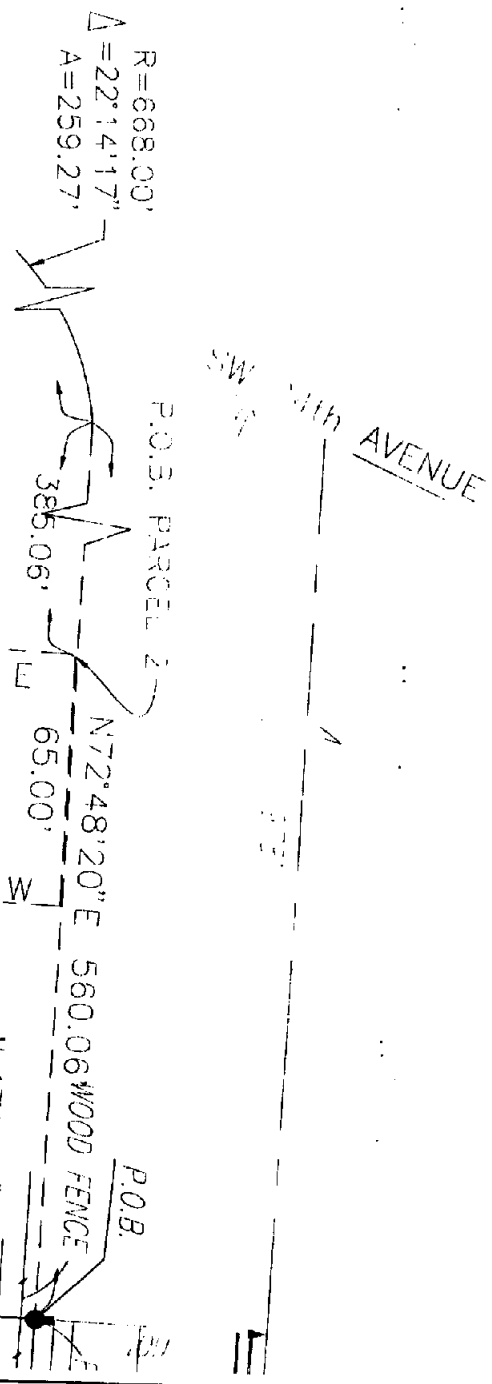 R=668.00'
Δ=22°14'17"
A=259.27'
SW
AVENUE
P.O.B. PARCEL 2
385.06'
E
65.00'
N72°48'20"E 560.06'
W
WOOD FENCE
P.O.B.